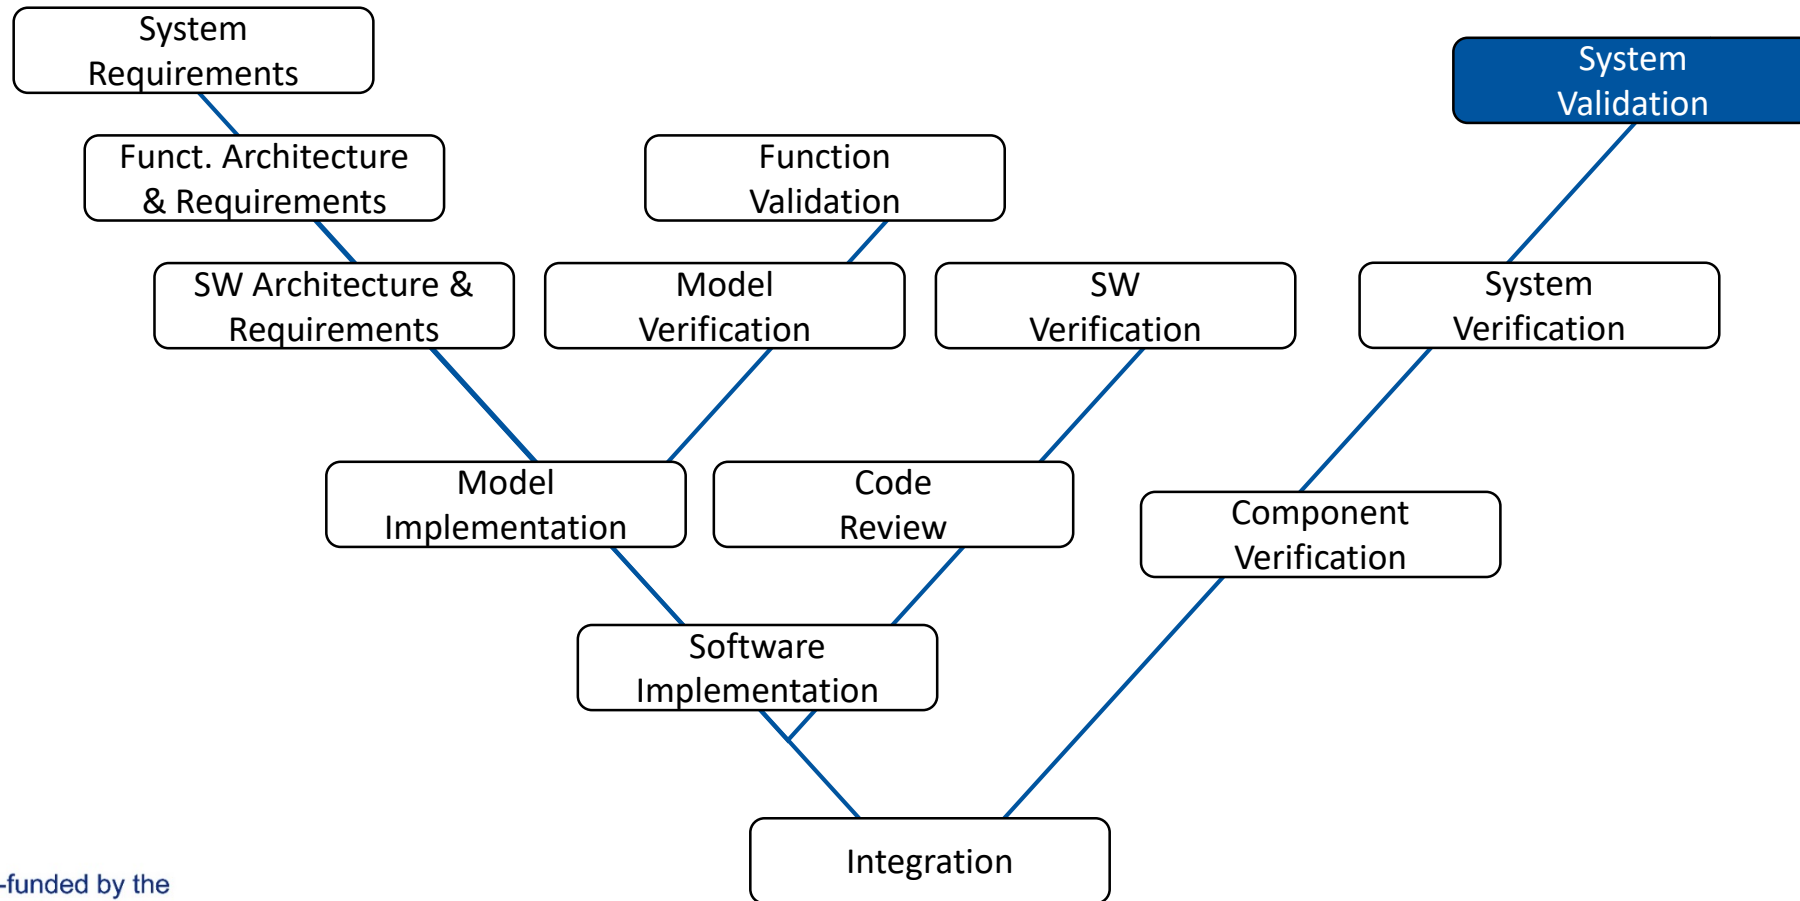 System
Requirements
System
Validation
Funct. Architecture
& Requirements
Function
Validation
SW Architecture &
Requirements
Model
Verification
SW
Verification
System
Verification
Model
Implementation
Code
Review
Component
Verification
Software
Implementation
Integration
-funded by the